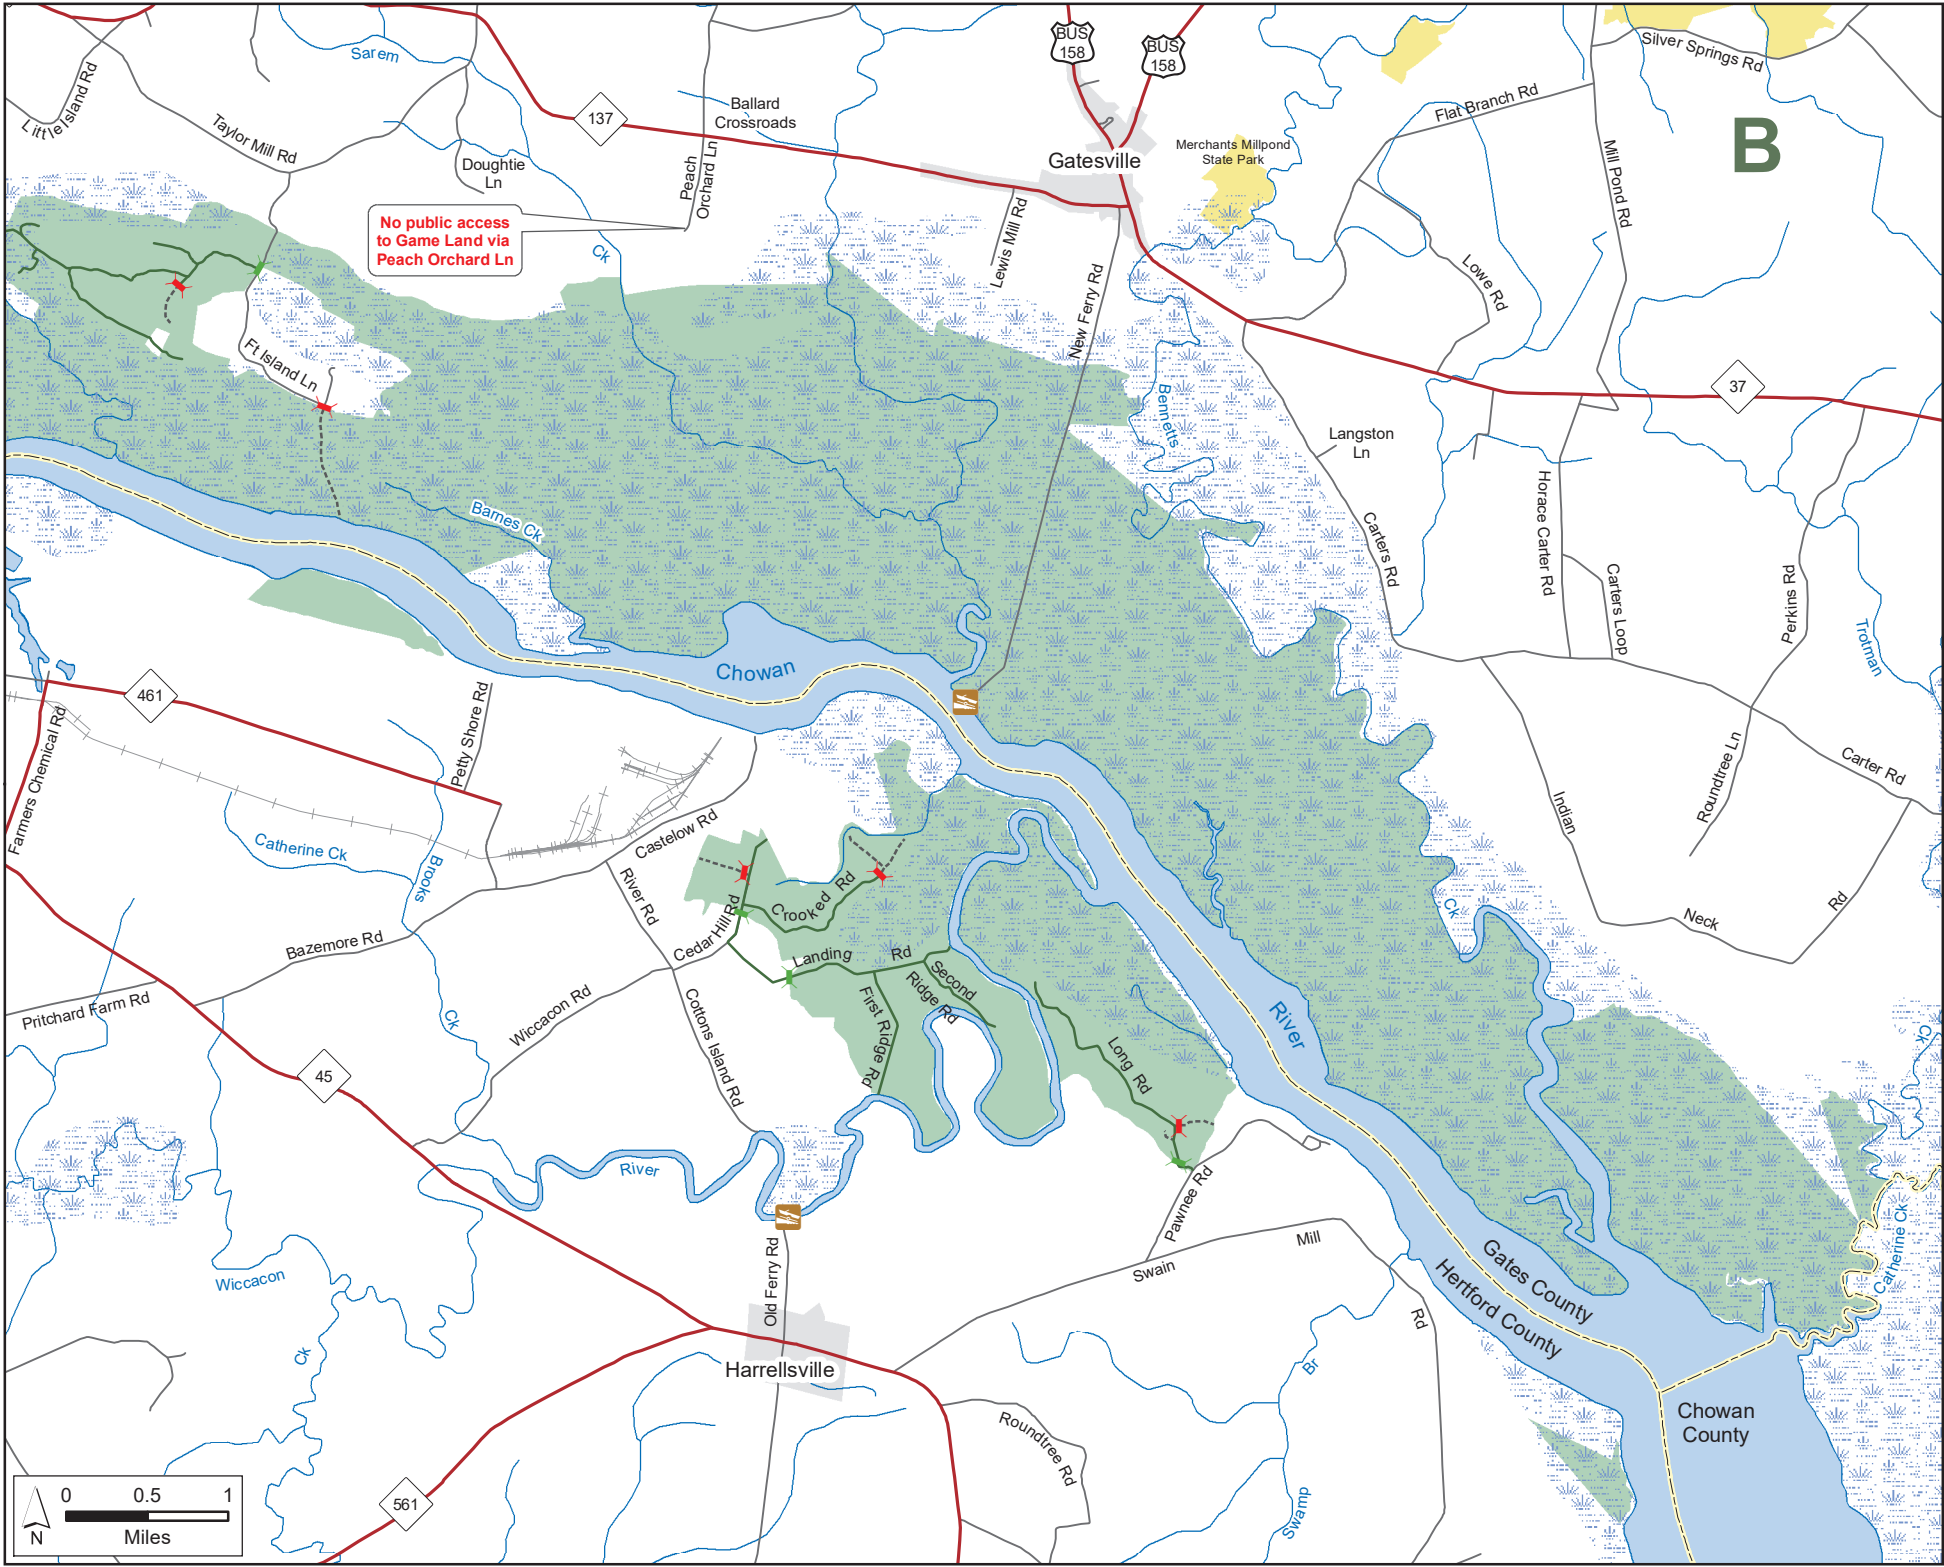 BUS
158
BUS
158
Silver Springs Rd
Sarem
Little Island Rd
137
Ballard
Crossroads
Flat Branch Rd
B
Taylor Mill Rd
Doughtie
Ln
Peach
Orchard Ln
Gatesville
Merchants Millpond
State Park
Mill Pond Rd
No public access
to Game Land via
Peach Orchard Ln
Ck
Lewis Mill Rd
New Ferry Rd
Lowe Rd
Ft Island Ln
Bennetts
37
Langston
Ln
Barnes Ck
Carters Rd
Horace Carter Rd
Carters Loop
Perkins Rd
Trotman
Chowan
461
Petty Shore Rd
Farmers Chemical Rd
Roundtree Ln
Carter Rd
Indian
Castelow Rd
Catherine Ck
Brooks
River Rd
Crooked Rd
Cedar Hill Rd
Ck
Neck
Rd
Bazemore Rd
Landing
Rd
Second
Ridge Rd
First Ridge Rd
Pritchard Farm Rd
Ck
Wiccacon Rd
Cottons Island Rd
River
Long Rd
Ck
45
River
Pawnee Rd
Catherine Ck
Old Ferry Rd
Mill
Swain
Wiccacon
Gates County
Hertford County
Rd
Ck
Harrellsville
Br
Chowan
County
Roundtree Rd
Swamp
561
0 0.5 1
Miles
N